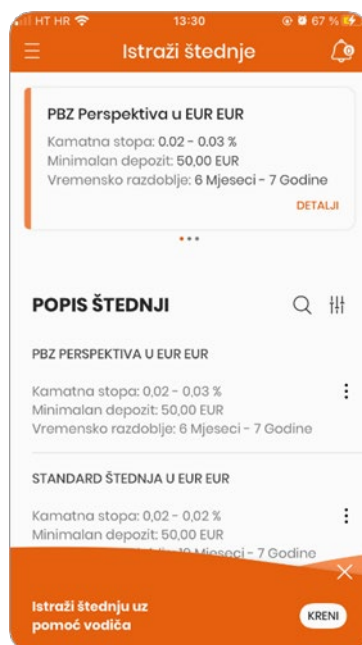 HT HR 13:30 67 %
Istraži štednje
PBZ Perspektiva u EUR EUR
Kamatna stopa: 0.02 - 0.03 %
Minimalan depozit: 50,00 EUR
Vremensko razdoblje: 6 Mjeseci - 7 Godine
DETALJI
POPIS ŠTEDNJI
PBZ PERSPEKTIVA U EUR EUR
Kamatna stopa: 0,02 - 0,03 %
Minimalan depozit: 50,00 EUR
Vremensko razdoblje: 6 Mjeseci - 7 Godine
STANDARD ŠTEDNJA U EUR EUR
Kamatna stopa: 0,02 - 0,02 %
Minimalan depozit: 50,00 EUR
Mjeseci - 7 Godine
Istraži štednju uz
pomoć vodiča
KRENI